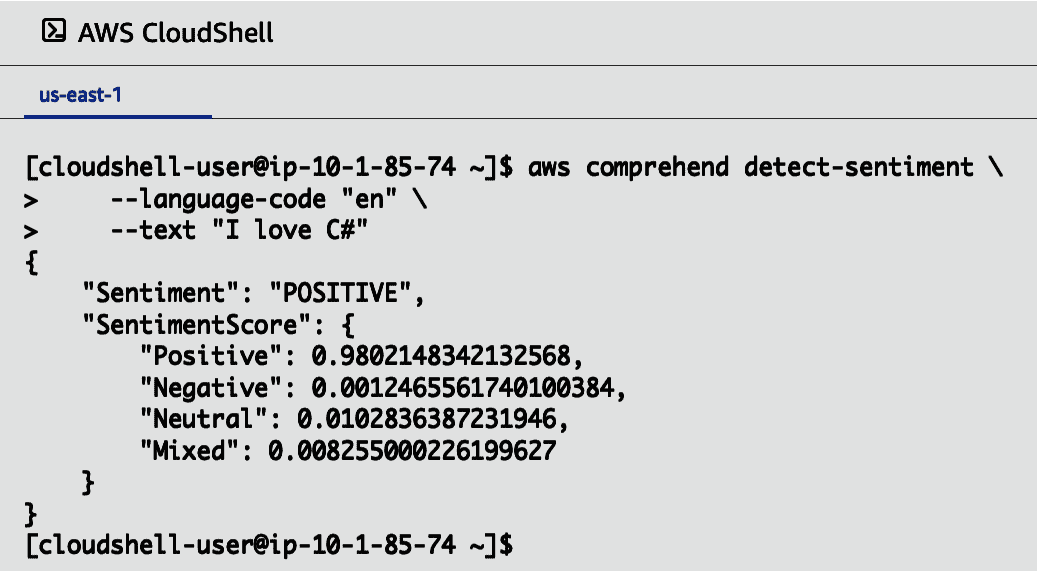 AWS CloudShell
us-east-1
[cloudshell-user@ip-10-1-85-74 ~]$ aws comprehend detect-sentiment \
>     --language-code "en" \
>     --text "I love C#"
{
    "Sentiment": "POSITIVE",
    "SentimentScore": {
        "Positive": 0.9802148342132568,
        "Negative": 0.0012465561740100384,
        "Neutral": 0.0102836387231946,
        "Mixed": 0.008255000226199627
    }
}
[cloudshell-user@ip-10-1-85-74 ~]$